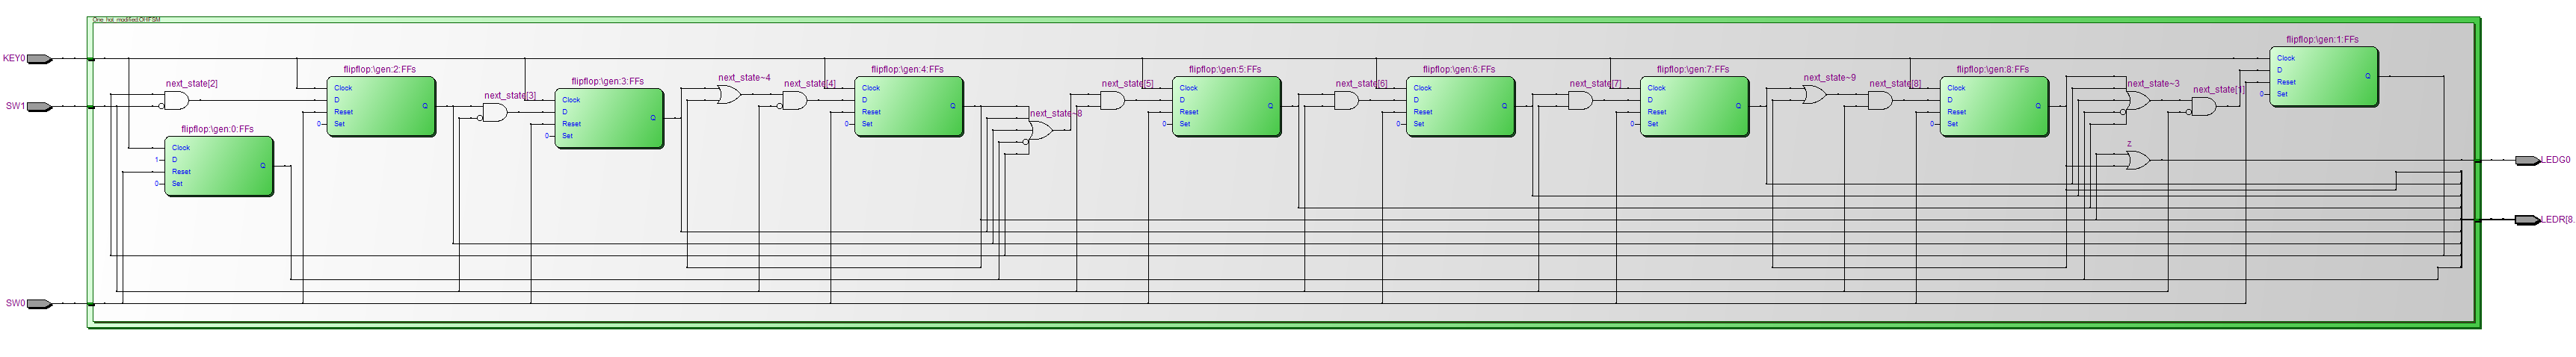 One_hot_modified:OHFSM
KEY0
SW1
SW0
next_state[2]
flipflop:\gen:0:FFs
Clock
1 D
Reset
0 Set
Q
flipflop:\gen:2:FFs
Clock
D
Reset
0 Set
Q
next_state[3]
flipflop:\gen:3:FFs
Clock
D
Reset
0 Set
Q
next_state~4
next_state[4]
flipflop:\gen:4:FFs
Clock
D
Reset
0 Set
Q
next_state~8
next_state[5]
flipflop:\gen:5:FFs
Clock
D
Reset
0 Set
Q
next_state[6]
flipflop:\gen:6:FFs
Clock
D
Reset
0 Set
Q
next_state[7]
flipflop:\gen:7:FFs
Clock
D
Reset
0 Set
Q
next_state~9
next_state[8]
flipflop:\gen:8:FFs
Clock
D
Reset
0 Set
Q
next_state~3
next_state[1]
z
flipflop:\gen:1:FFs
Clock
D
Reset
0 Set
Q
LEDG0
LEDR[8.